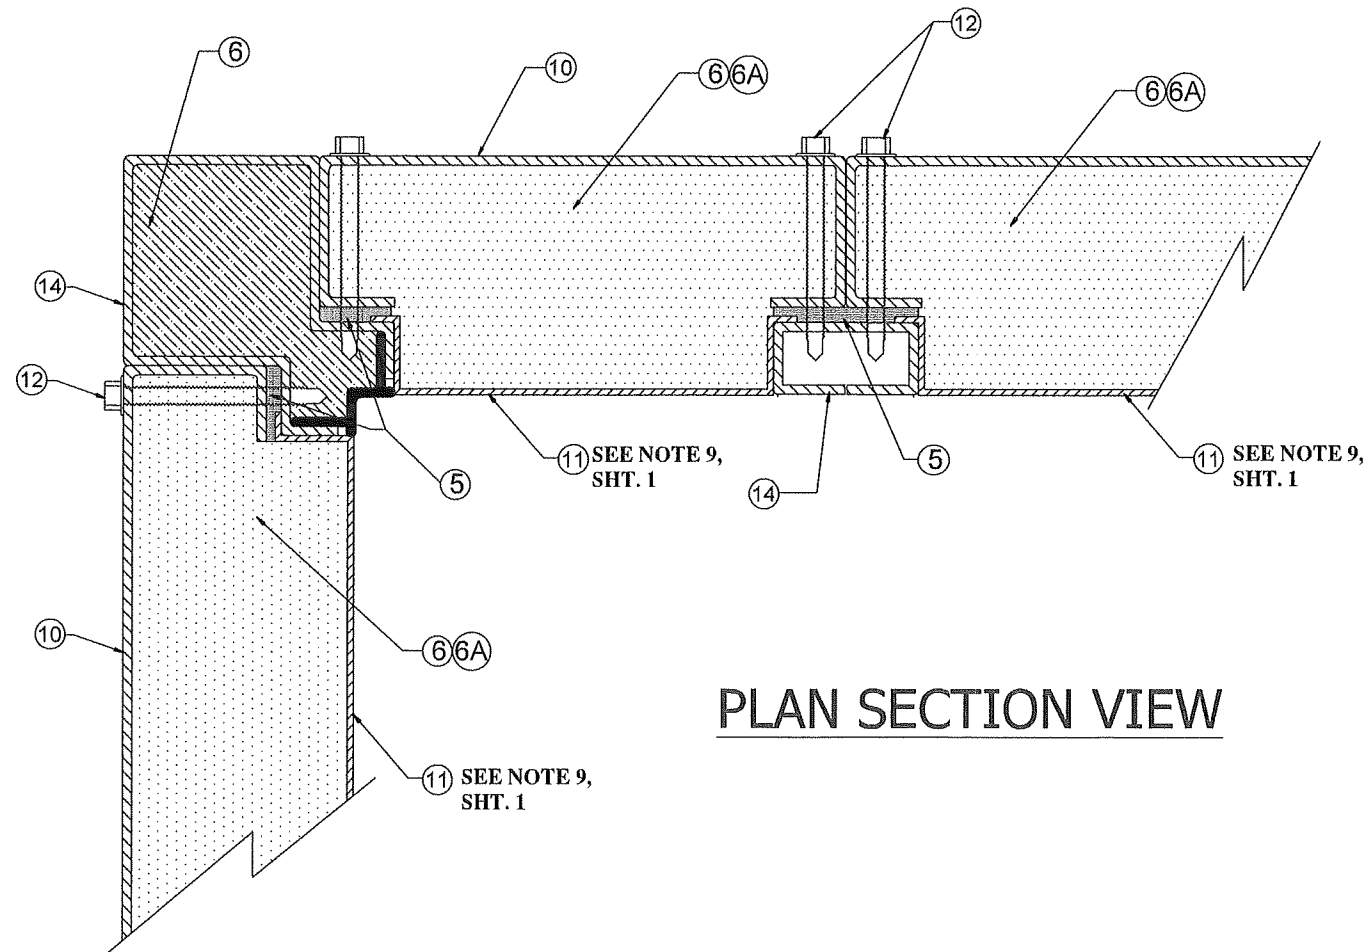 12
6
10
6 6A
6 6A
14
12
11 SEE NOTE 9,
SHT. 1
5
14
5
11 SEE NOTE 9,
SHT. 1
10
6 6A
PLAN SECTION VIEW
11 SEE NOTE 9,
SHT. 1